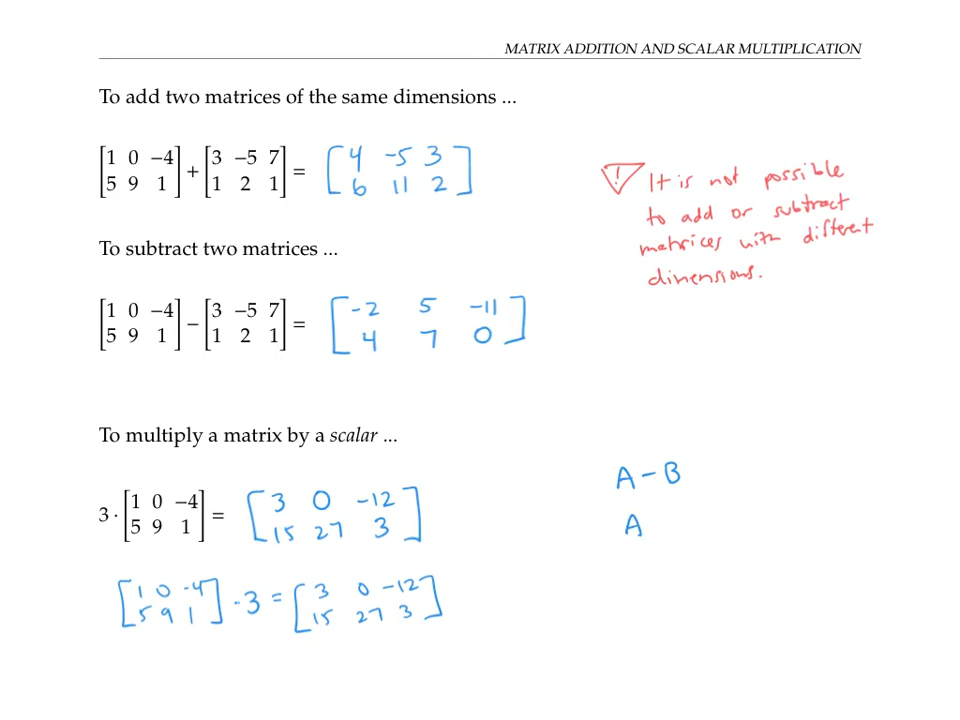 MATRIX ADDITION AND SCALAR MULTIPLICATION
To add two matrices of the same dimensions ...
[1 0 −4] + [3 −5 7] = [4 -5 3]
[5 9 1] [1 2 1] [6 11 2]
! It is not possible
to add or subtract
matrices with different
dimensions.
To subtract two matrices ...
[1 0 −4] − [3 −5 7] = [-2 5 -11]
[5 9 1] [1 2 1] [4 7 0]
To multiply a matrix by a scalar ...
3 · [1 0 −4] = [3 0 -12]
[5 9 1] [15 27 3]
A - B
A
[1 0 -4] · 3 = [3 0 -12]
[5 9 1] [15 27 3]